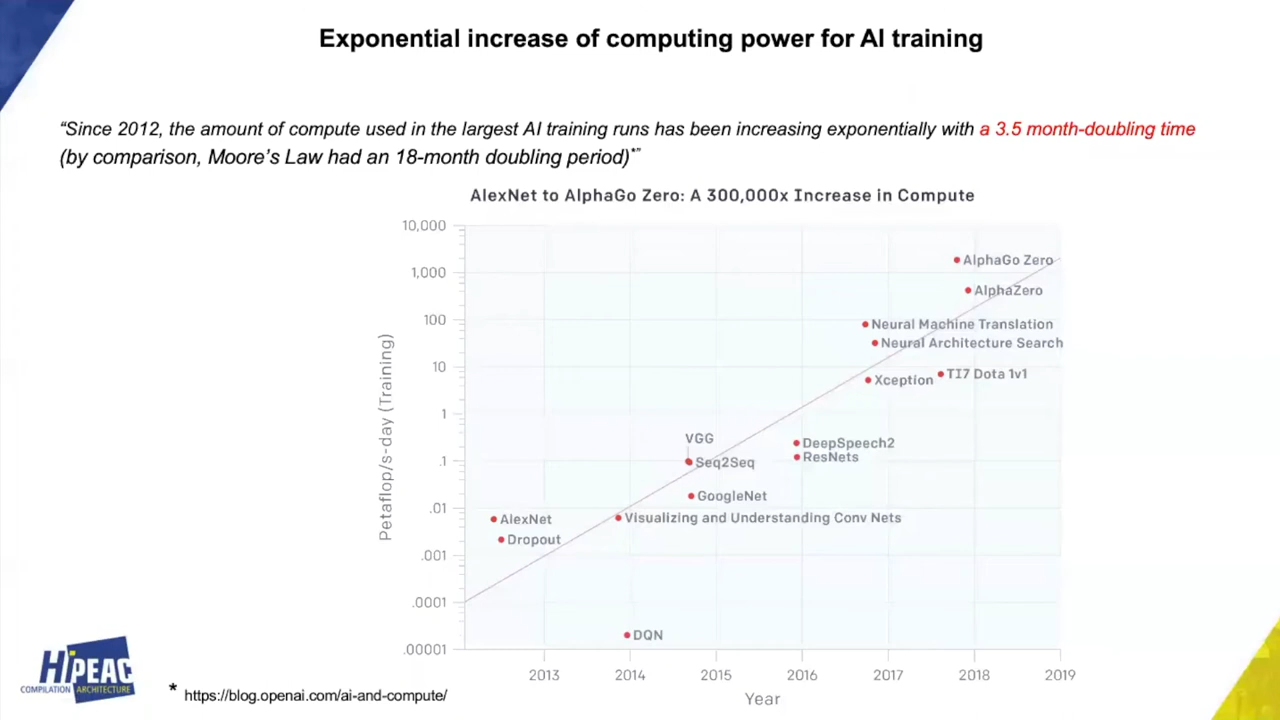 Exponential increase of computing power for AI training
“Since 2012, the amount of compute used in the largest AI training runs has been increasing exponentially with a 3.5 month-doubling time
(by comparison, Moore’s Law had an 18-month doubling period)*”
AlexNet to AlphaGo Zero: A 300,000x Increase in Compute
10,000
1,000
100
10
1
.1
.01
.001
.0001
.00001
Petaflop/s-day (Training)
AlphaGo Zero
AlphaZero
Neural Machine Translation
Neural Architecture Search
TI7 Dota 1v1
Xception
VGG
DeepSpeech2
ResNets
Seq2Seq
GoogleNet
AlexNet
Visualizing and Understanding Conv Nets
Dropout
DQN
2013 2014 2015 2016 2017 2018 2019
Year
HiPEAC
COMPILATION ARCHITECTURE
* https://blog.openai.com/ai-and-compute/